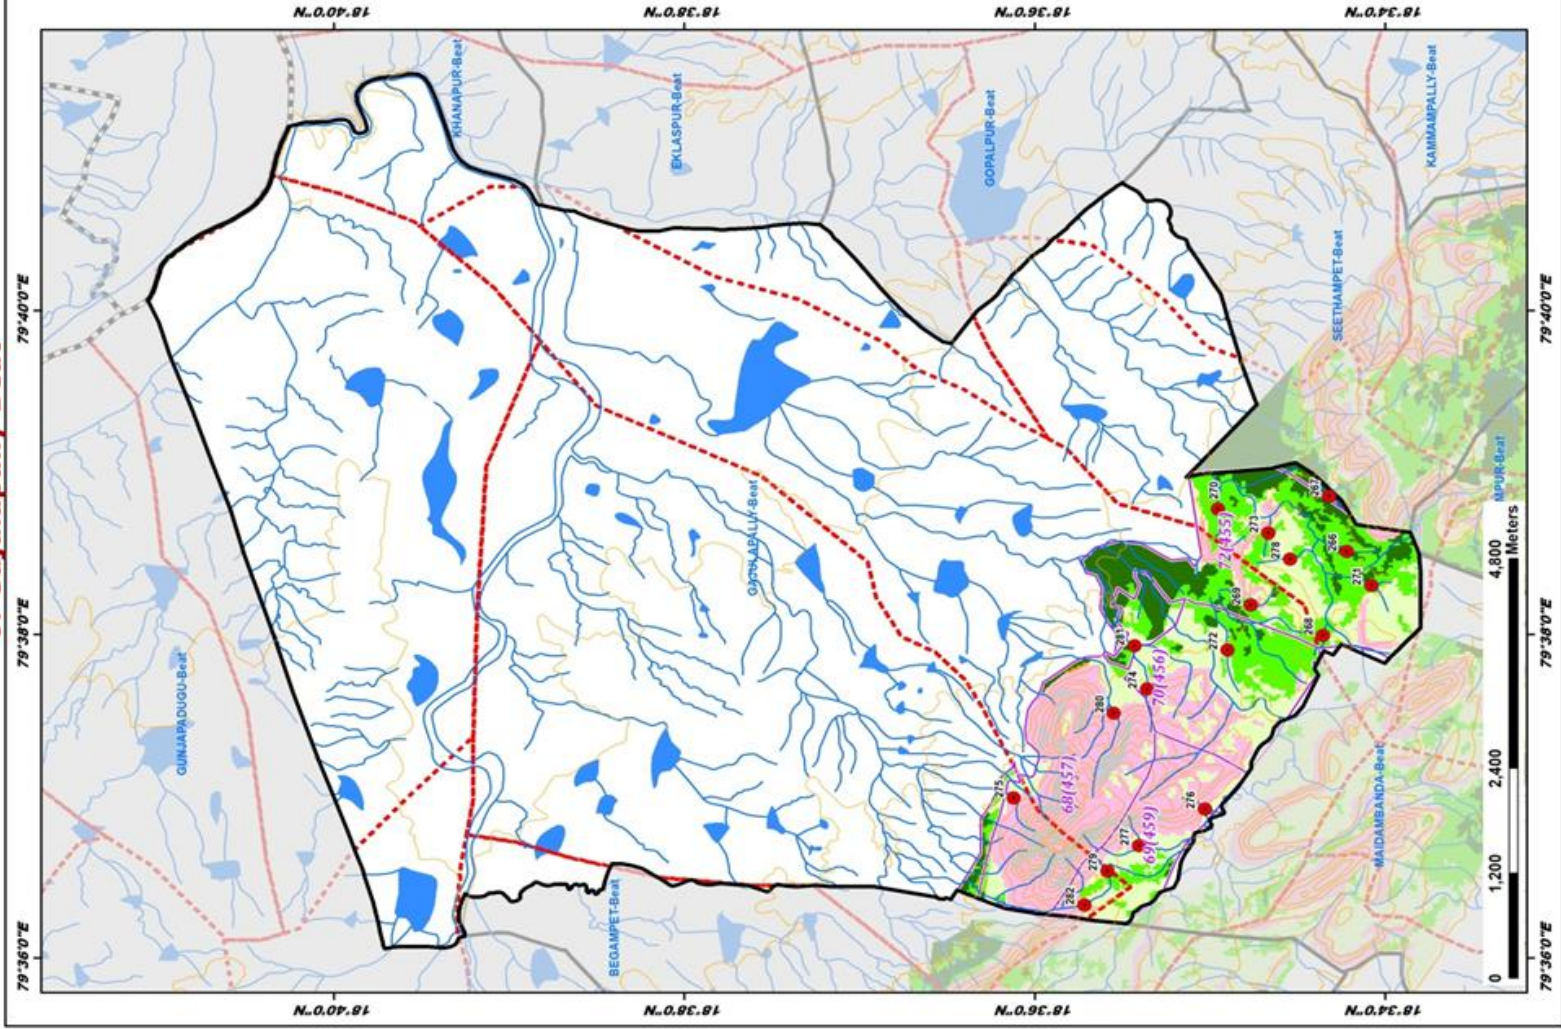 18°40'0"N
18°38'0"N
18°36'0"N
18°34'0"N
79°40'0"E
79°38'0"E
79°36'0"E
79°40'0"E
79°38'0"E
79°36'0"E
18°40'0"N
18°38'0"N
18°36'0"N
18°34'0"N
KHANAPUR-Beat
EKLASPUR-Beat
GOPALPUR-Beat
KAMMAMPALLY-Beat
SEETHAMPET-Beat
MPUR-Beat
GUNJAPADUGU-Beat
BEGAMPET-Beat
MAIDAMBANDA-Beat
72(455)
70(456)
68(457)
69(459)
270
267
273
278
266
271
269
268
272
281
274
280
275
276
277
279
282
0
1,200
2,400
4,800
Meters